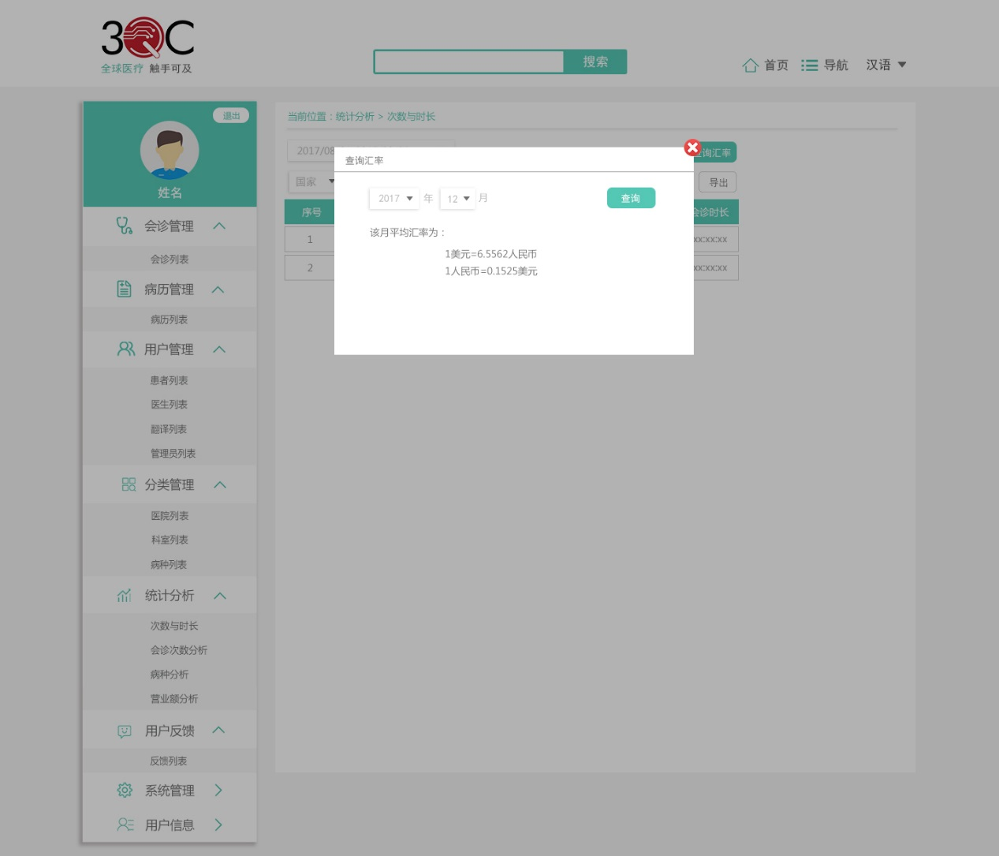 3QC
全球医疗 触手可及
搜索
首页
导航
汉语
退出
姓名
会诊管理
会诊列表
病历管理
病历列表
用户管理
患者列表
医生列表
翻译列表
管理员列表
分类管理
医院列表
科室列表
病种列表
统计分析
次数与时长
会诊次数分析
病种分析
营业额分析
用户反馈
反馈列表
系统管理
用户信息
当前位置：统计分析 > 次数与时长
2017/08
查询汇率
国家
导出
序号
会诊时长
1
xx:xx:xx
2
xx:xx:xx
查询汇率
2017 年 12 月
查询
该月平均汇率为：
1美元=6.5562人民币
1人民币=0.1525美元